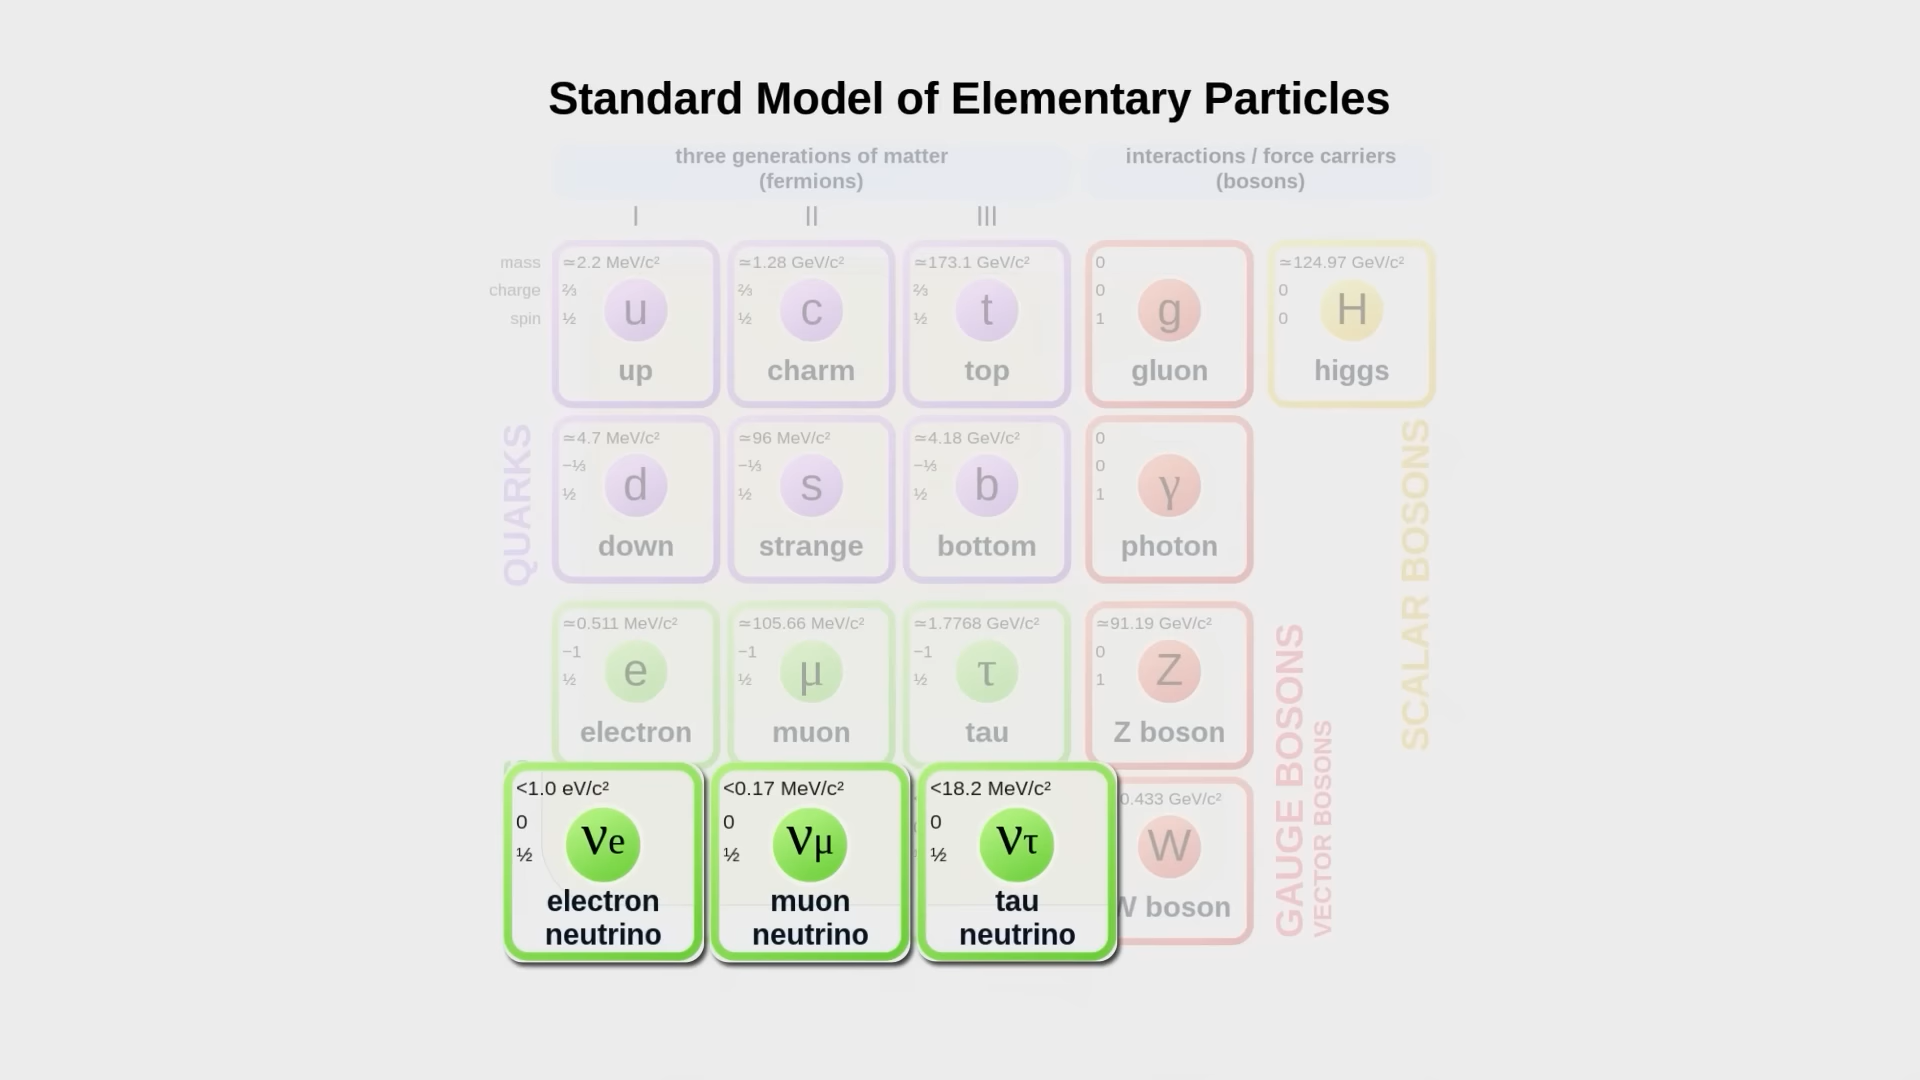 Standard Model of Elementary Particles
three generations of matter
(fermions)
interactions / force carriers
(bosons)
I
II
III
mass
charge
spin
≃2.2 MeV/c²
⅔
½
u
up
≃1.28 GeV/c²
⅔
½
c
charm
≃173.1 GeV/c²
⅔
½
t
top
0
0
1
g
gluon
≃124.97 GeV/c²
0
0
H
higgs
QUARKS
≃4.7 MeV/c²
−⅓
½
d
down
≃96 MeV/c²
−⅓
½
s
strange
≃4.18 GeV/c²
−⅓
½
b
bottom
0
0
1
γ
photon
SCALAR BOSONS
≃0.511 MeV/c²
−1
½
e
electron
≃105.66 MeV/c²
−1
½
μ
muon
≃1.7768 GeV/c²
−1
½
τ
tau
≃91.19 GeV/c²
0
1
Z
Z boson
GAUGE BOSONS
VECTOR BOSONS
<1.0 eV/c²
0
½
νe
electron
neutrino
<0.17 MeV/c²
0
½
νμ
muon
neutrino
<18.2 MeV/c²
0
½
ντ
tau
neutrino
0.433 GeV/c²
W
W boson